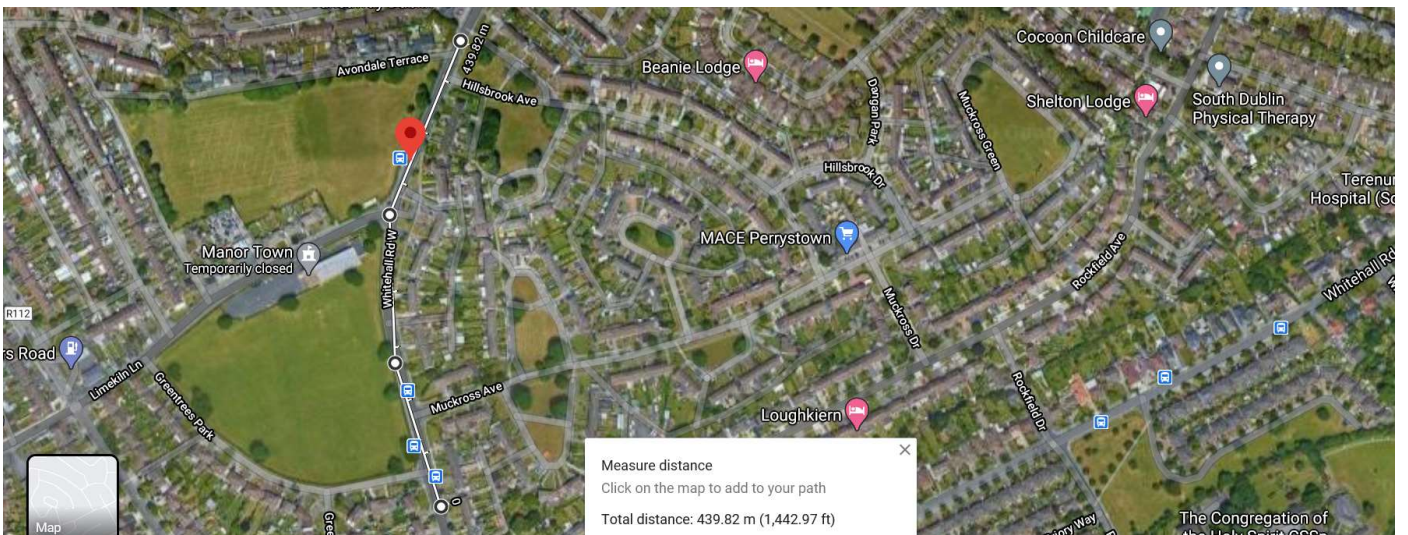 439.82 m
Avondale Terrace
Hillsbrook Ave
Beanie Lodge
Dangan Park
Muckross Green
Cocoon Childcare
Shelton Lodge
South Dublin
Physical Therapy
Hillsbrook Dr
Manor Town
Temporarily closed
Whitehall Rd W
MACE Perrystown
Muckross Dr
Rockfield Ave
Whitehall Rd
R112
rs Road
Limekiln Ln
Greentrees Park
Muckross Ave
Loughkiern
Rockfield Dr
0
Map
Measure distance
Click on the map to add to your path
Total distance: 439.82 m (1,442.97 ft)
The Congregation of